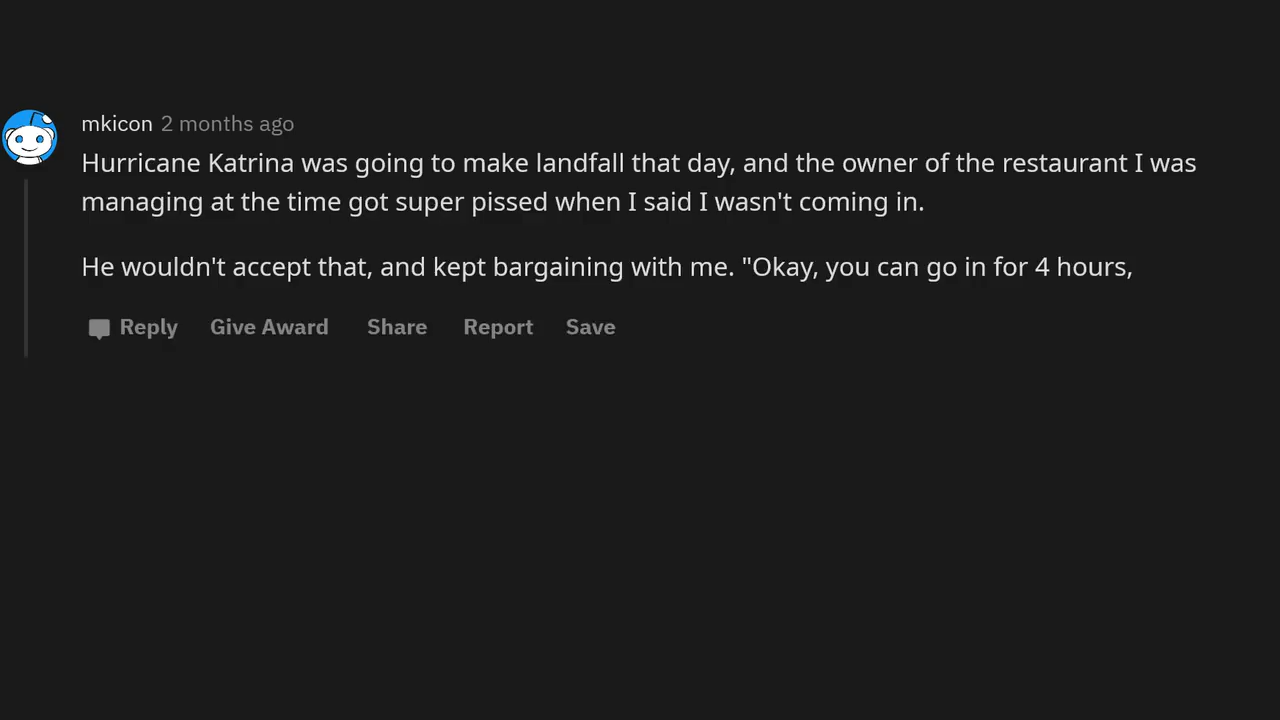 mkicon 2 months ago
Hurricane Katrina was going to make landfall that day, and the owner of the restaurant I was
managing at the time got super pissed when I said I wasn't coming in.
He wouldn't accept that, and kept bargaining with me. "Okay, you can go in for 4 hours,
Reply Give Award Share Report Save